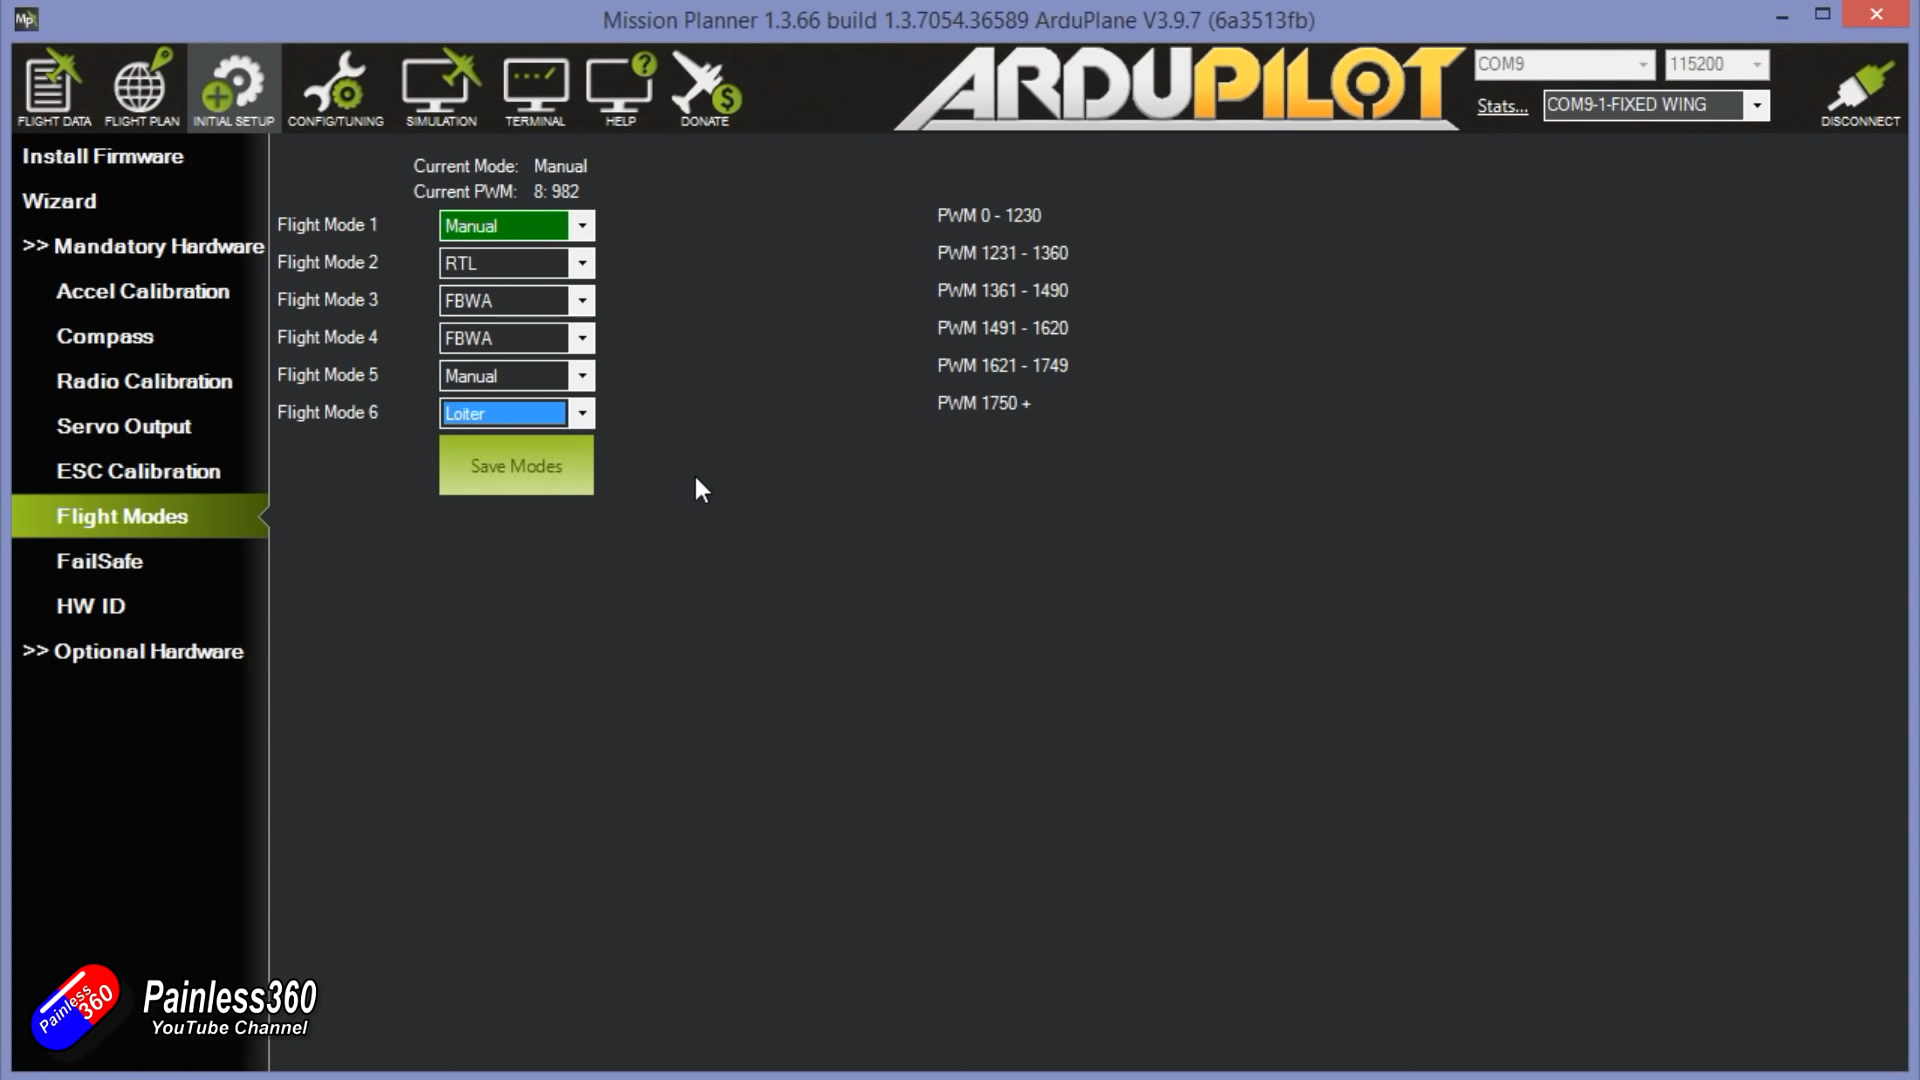 Mp
Mission Planner 1.3.66 build 1.3.7054.36589 ArduPlane V3.9.7 (6a3513fb)
FLIGHT DATA
FLIGHT PLAN
INITIAL SETUP
CONFIG/TUNING
SIMULATION
TERMINAL
HELP
DONATE
ARDUPILOT
COM9
115200
Stats...
COM9-1-FIXED WING
DISCONNECT
Install Firmware
Wizard
>> Mandatory Hardware
Accel Calibration
Compass
Radio Calibration
Servo Output
ESC Calibration
Flight Modes
FailSafe
HW ID
>> Optional Hardware
Current Mode: Manual
Current PWM: 8: 982
Flight Mode 1 Manual PWM 0 - 1230
Flight Mode 2 RTL PWM 1231 - 1360
Flight Mode 3 FBWA PWM 1361 - 1490
Flight Mode 4 FBWA PWM 1491 - 1620
Flight Mode 5 Manual PWM 1621 - 1749
Flight Mode 6 Loiter PWM 1750 +
Save Modes
Painless
360
Painless360
YouTube Channel